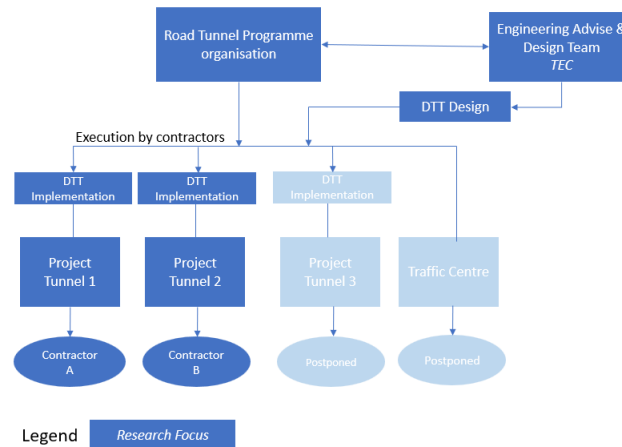 Road Tunnel Programme
organisation
Engineering Advise &
Design Team
TEC
DTT Design
Execution by contractors
DTT
Implementation
DTT
Implementation
DTT
Implementation
Project
Tunnel 1
Project
Tunnel 2
Project
Tunnel 3
Traffic Centre
Contractor
A
Contractor
B
Postponed
Postponed
Legend
Research Focus